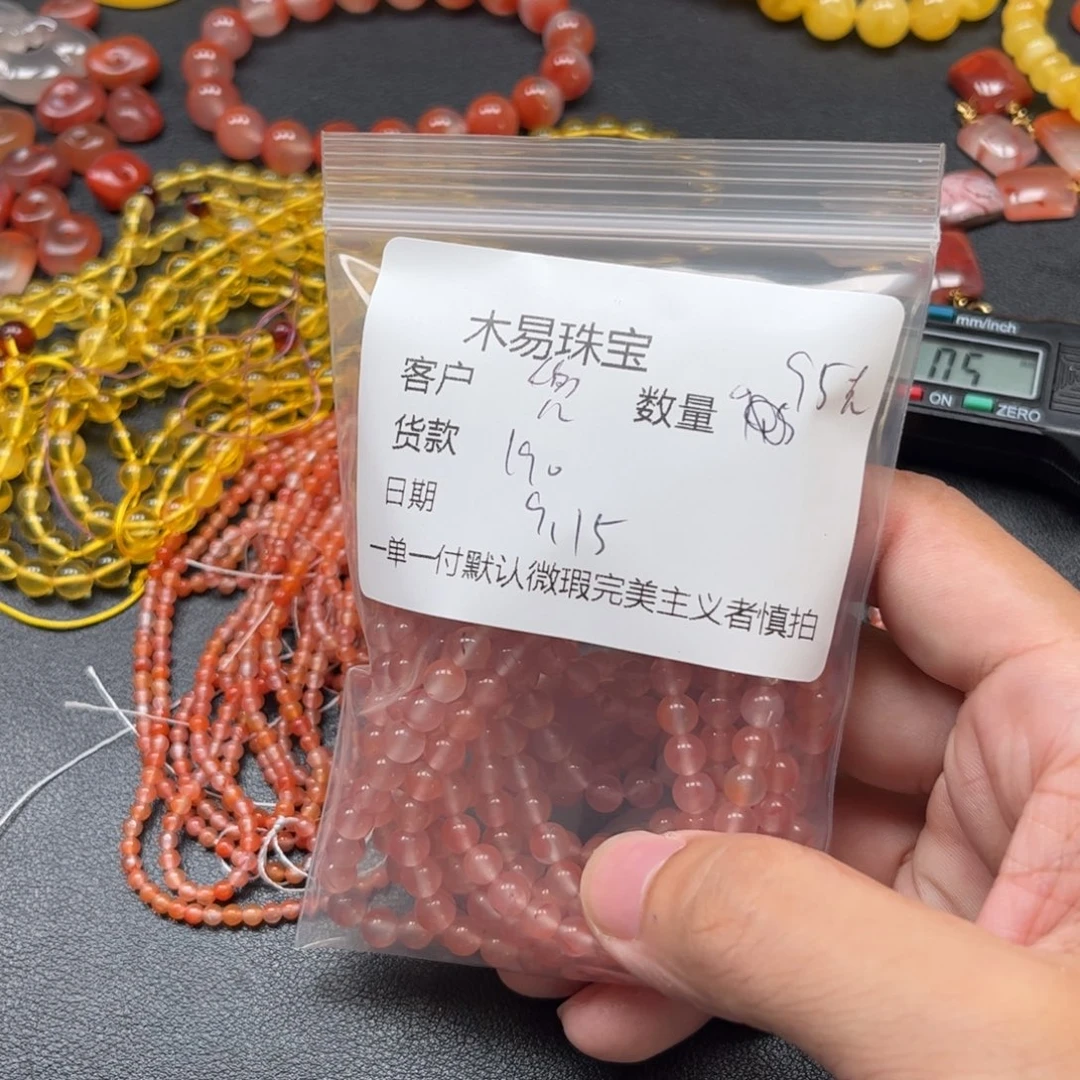 木易珠宝
客户
数量 95元
货款 190
日期 9.15
一单一付默认微瑕完美主义者慎拍
mm/inch
ON ZERO